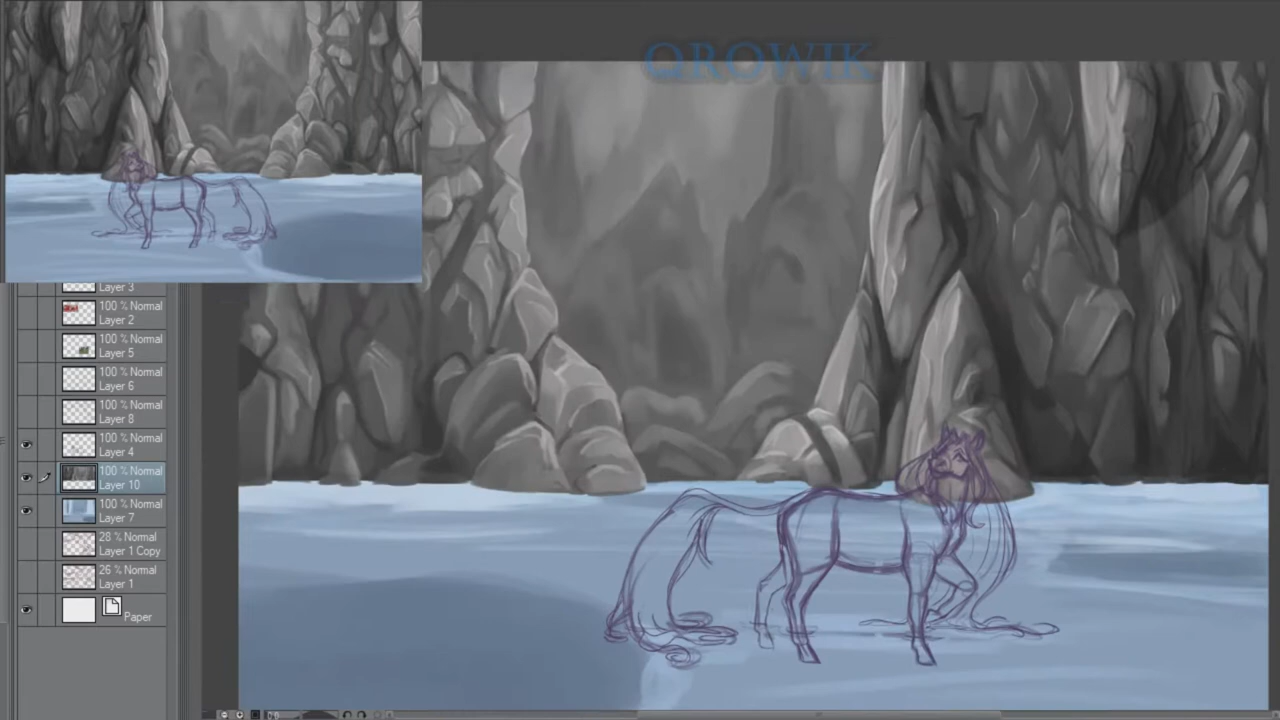 QROWIK
Layer 3
100 % Normal
Layer 2
100 % Normal
Layer 5
100 % Normal
Layer 6
100 % Normal
Layer 8
100 % Normal
Layer 4
100 % Normal
Layer 10
100 % Normal
Layer 7
28 % Normal
Layer 1 Copy
26 % Normal
Layer 1
Paper